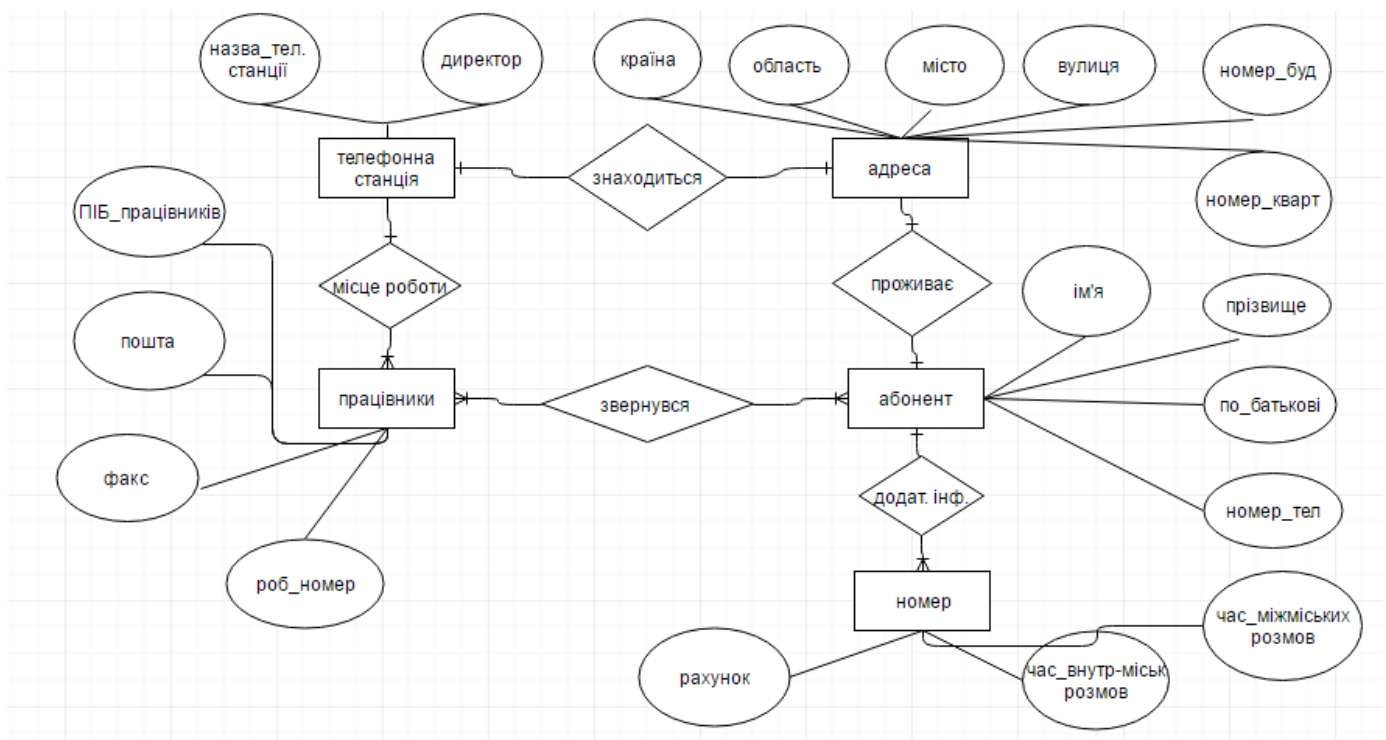 назва_тел.
станції
директор
країна
область
місто
вулиця
номер_буд
телефонна
станція
знаходиться
адреса
номер_кварт
ПІБ_працівників
місце роботи
проживає
ім'я
прізвище
пошта
працівники
звернувся
абонент
по_батькові
факс
додат. інф.
номер_тел
роб_номер
номер
час_міжміських
розмов
рахунок
час_внутр-міськ
розмов